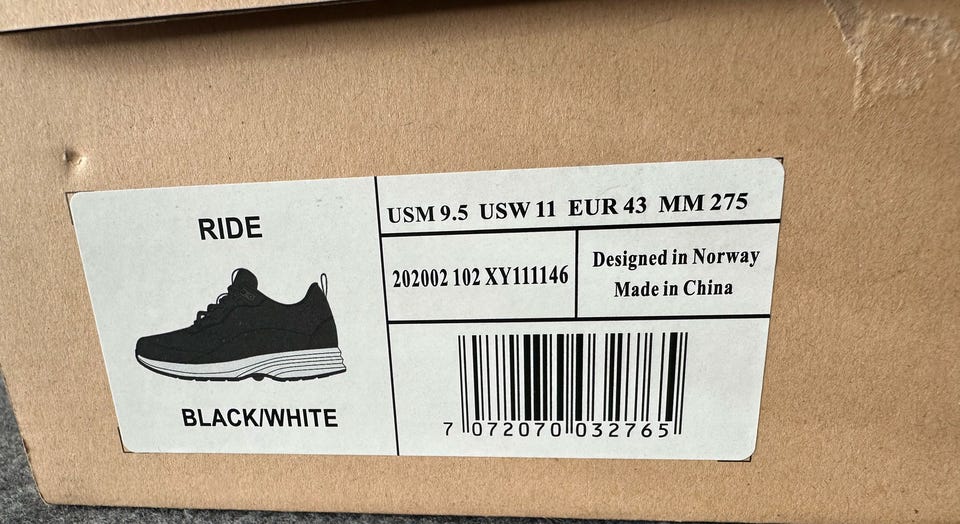 RIDE
BLACK/WHITE
USM 9.5 USW 11 EUR 43 MM 275
202002 102 XY111146
Designed in Norway
Made in China
7 072070 032765